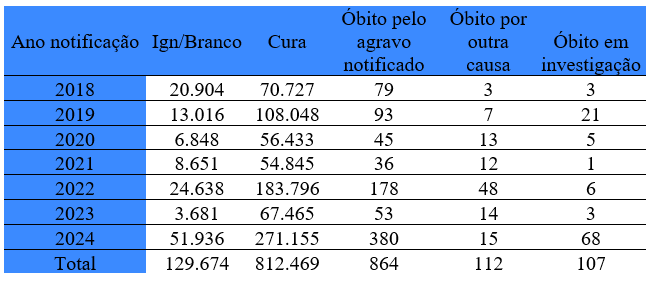 Ano notificação Ign/Branco Cura Óbito pelo agravo notificado Óbito por outra causa Óbito em investigação
2018 20.904 70.727 79 3 3
2019 13.016 108.048 93 7 21
2020 6.848 56.433 45 13 5
2021 8.651 54.845 36 12 1
2022 24.638 183.796 178 48 6
2023 3.681 67.465 53 14 3
2024 51.936 271.155 380 15 68
Total 129.674 812.469 864 112 107